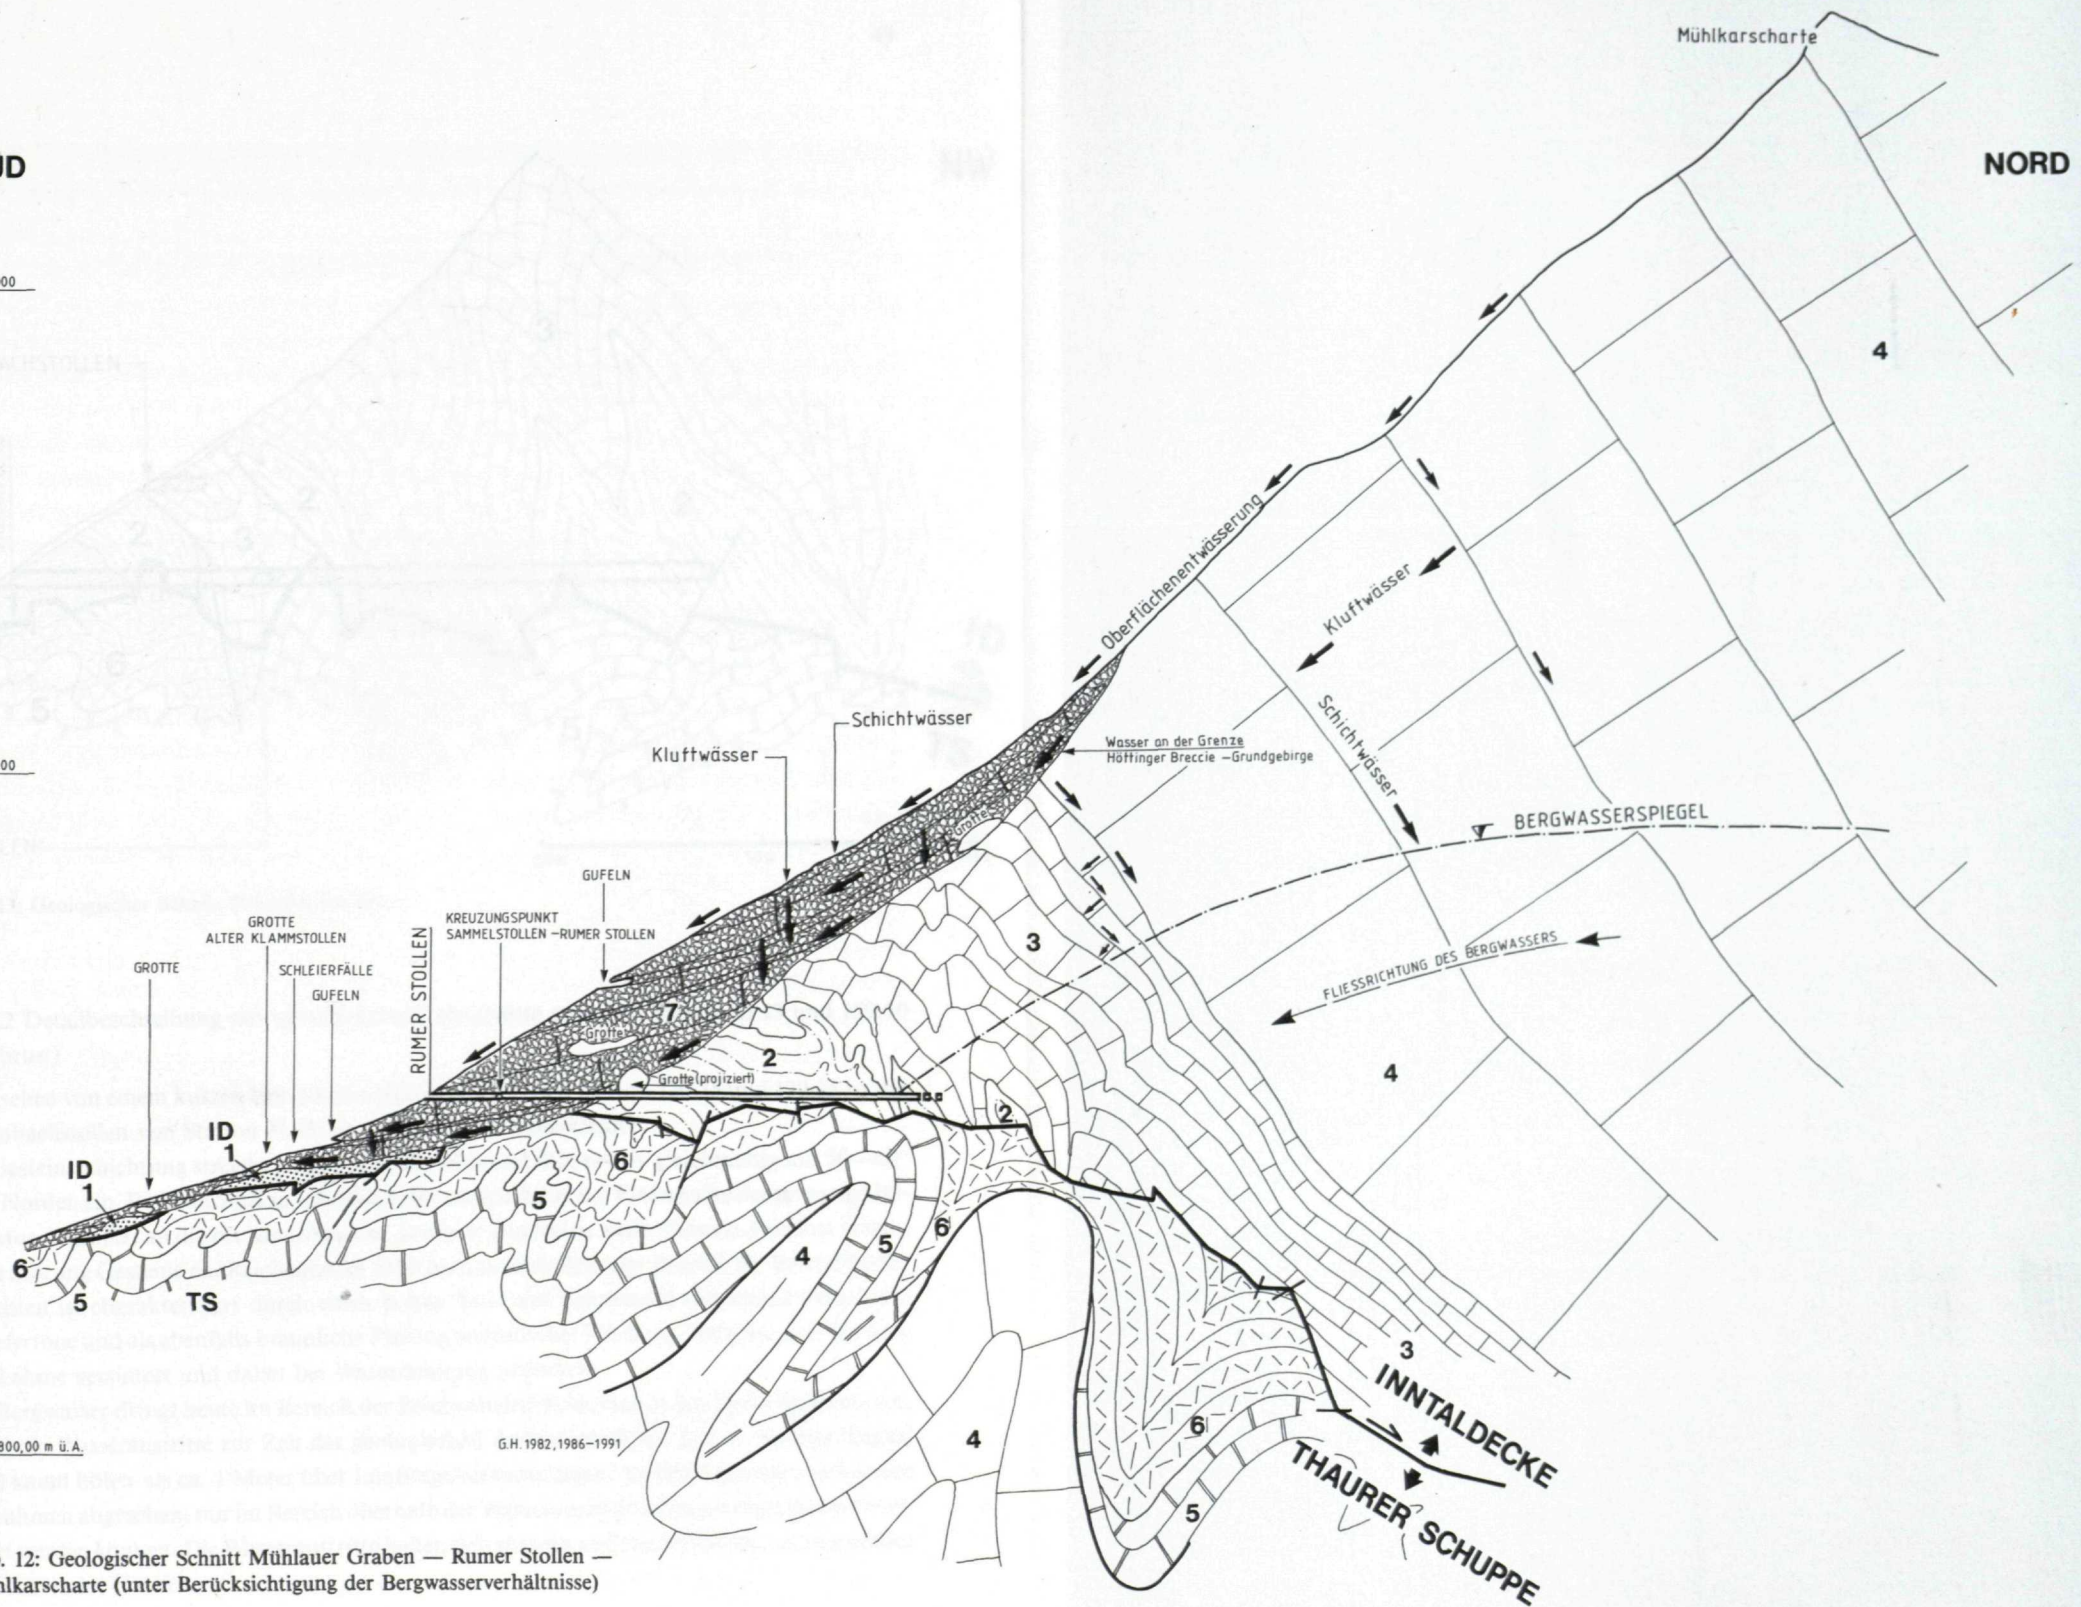 Mühlkarscharte
NORD
UD
00
4
Oberflächenentwässerung
Kluftwässer
Schichtwässer
Schichtwässer
Kluftwässer
Wasser an der Grenze
Höttinger Breccie – Grundgebirge
BERGWASSERSPIEGEL
00
Grotte
GUFELN
KREUZUNGSPUNKT
SAMMELSTOLLEN – RUMER STOLLEN
GROTTE
ALTER KLAMMSTOLLEN
RUMER STOLLEN
GROTTE
SCHLEIERFÄLLE
GUFELN
3
FLIESSRICHTUNG DES BERGWASSERS
7
Grotte
2
Grotte (projiziert)
4
2
ID
1
ID
1
6
5
6
5
4
6
5
TS
3
INNTALDECKE
THAURER SCHUPPE
6
4
5
800,00 m ü.A.
G.H. 1982, 1986–1991
. 12: Geologischer Schnitt Mühlauer Graben — Rumer Stollen —
hlkarscharte (unter Berücksichtigung der Bergwasserverhältnisse)